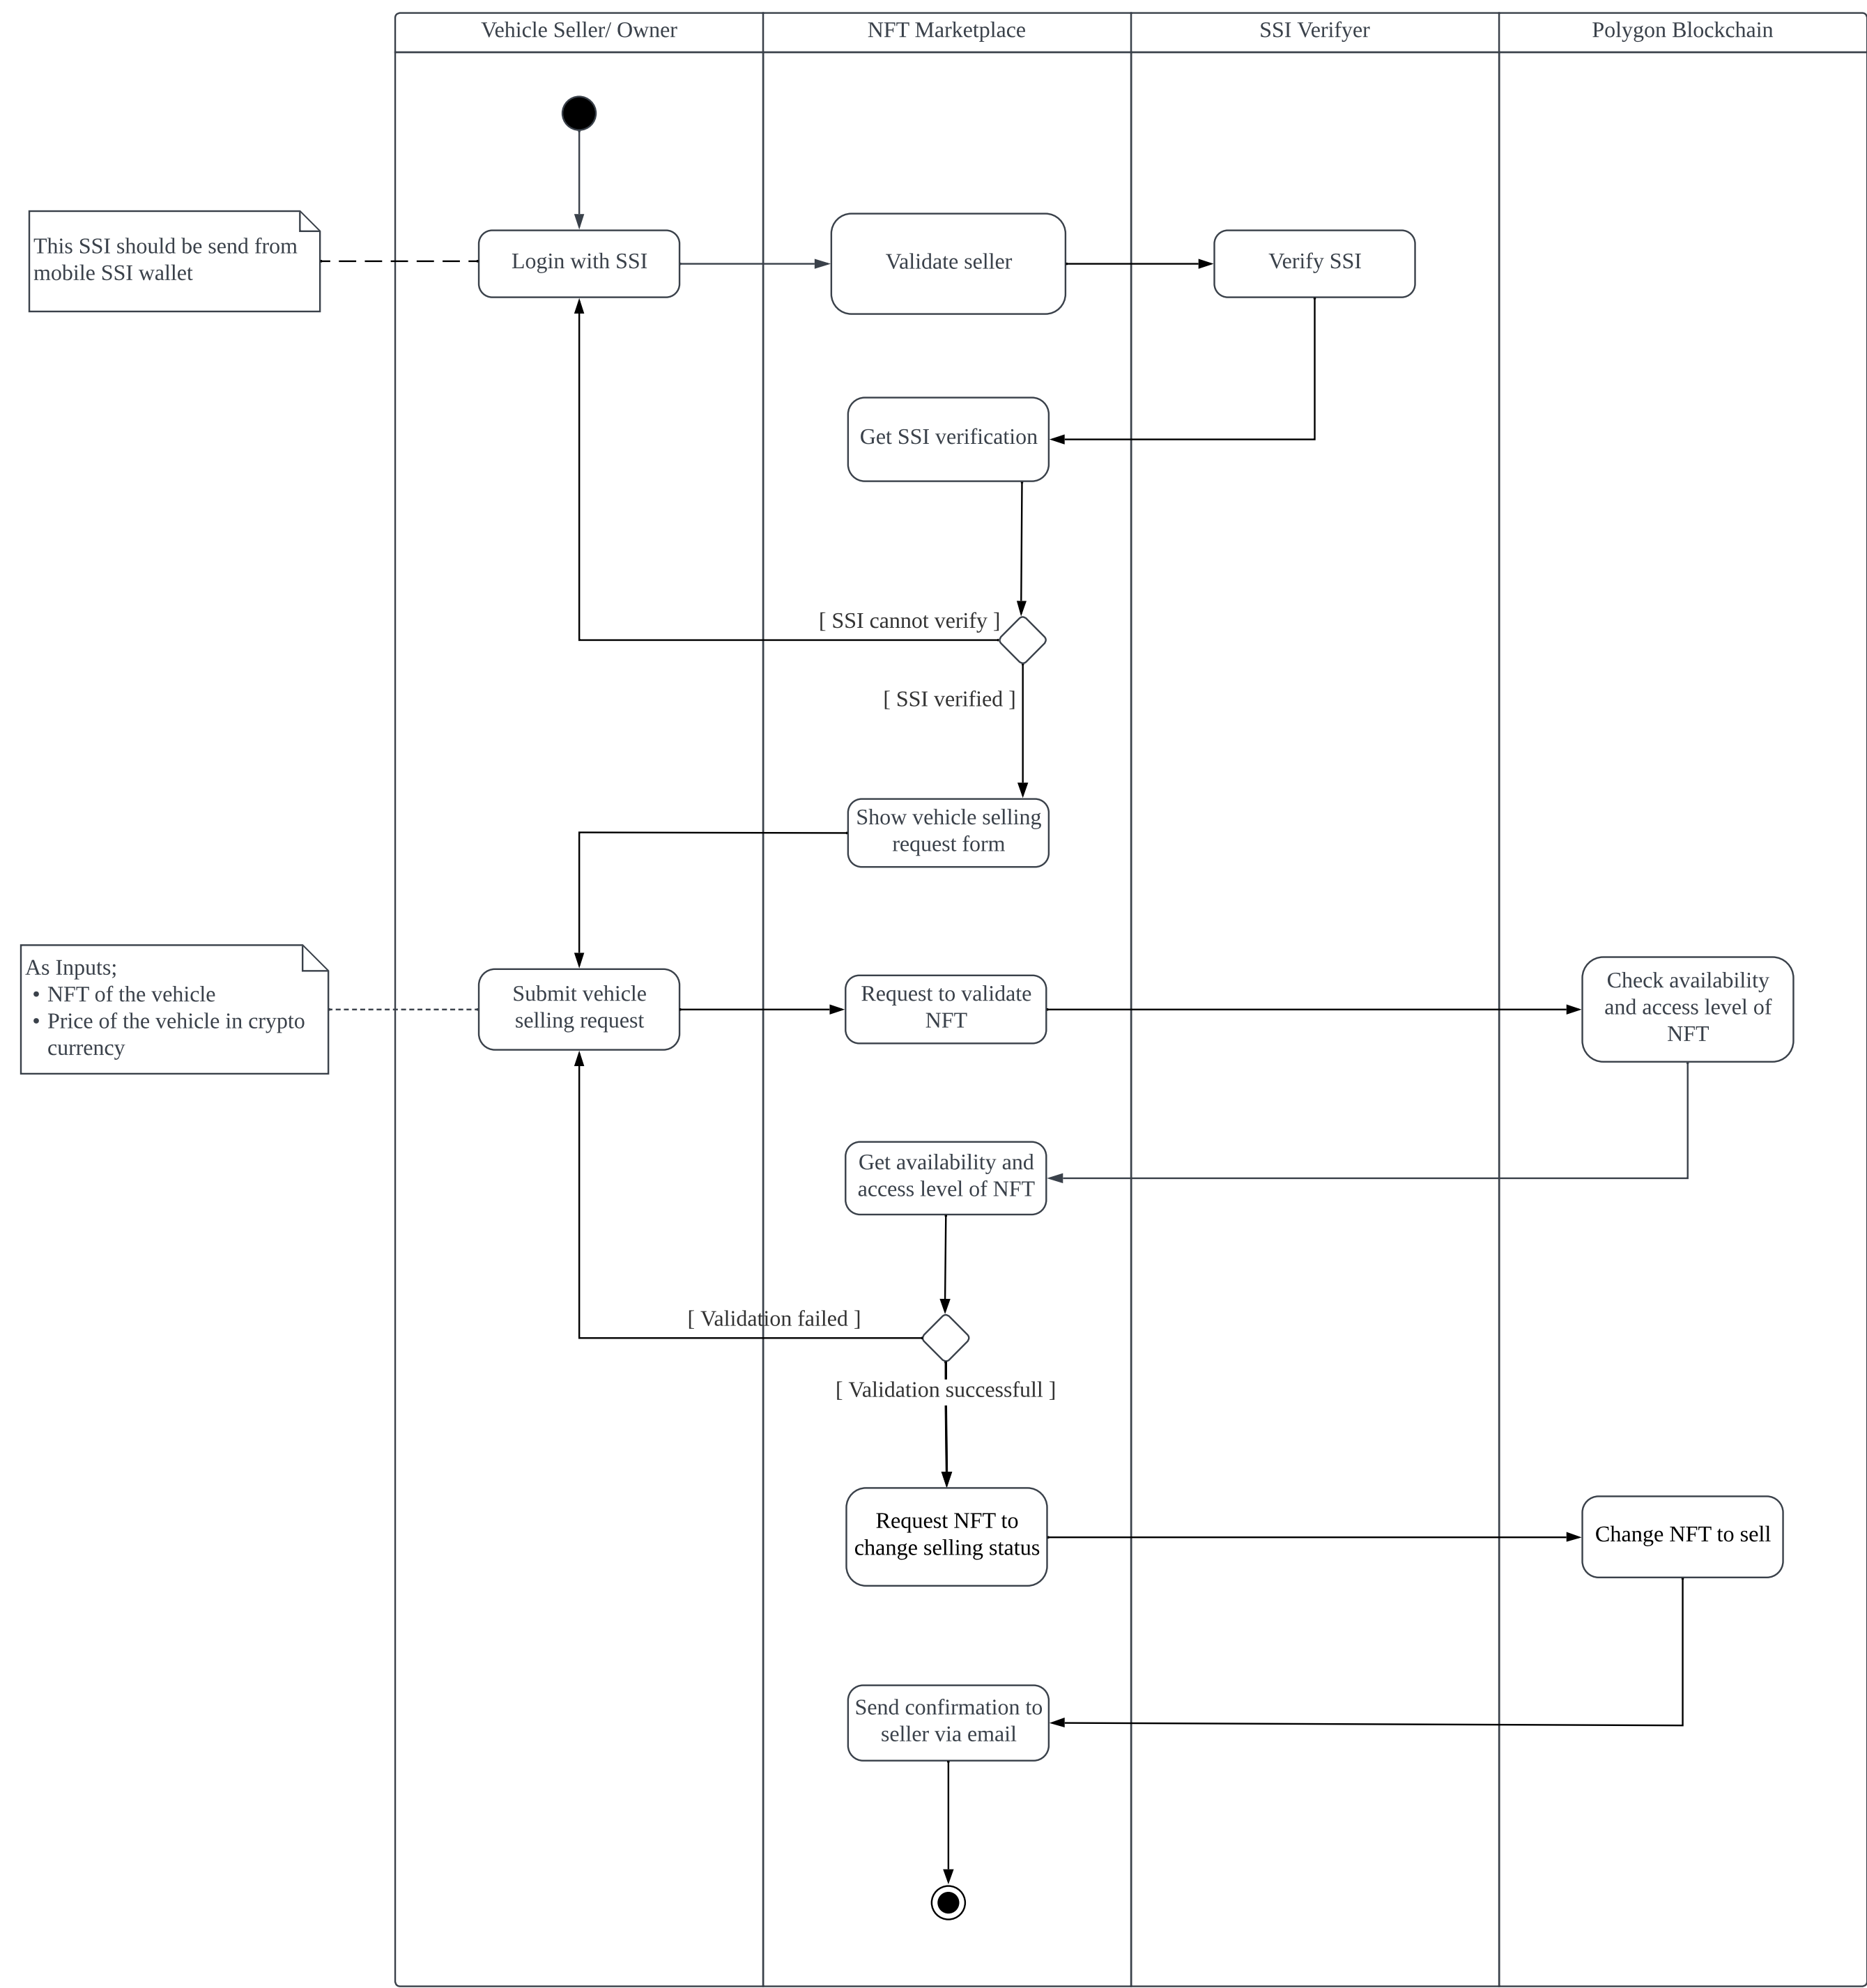 Vehicle Seller/ Owner
NFT Marketplace
SSI Verifyer
Polygon Blockchain
This SSI should be send from
mobile SSI wallet
Login with SSI
Validate seller
Verify SSI
Get SSI verification
[ SSI cannot verify ]
[ SSI verified ]
Show vehicle selling
request form
As Inputs;
• NFT of the vehicle
• Price of the vehicle in crypto
currency
Submit vehicle
selling request
Request to validate
NFT
Check availability
and access level of
NFT
Get availability and
access level of NFT
[ Validation failed ]
[ Validation successfull ]
Request NFT to
change selling status
Change NFT to sell
Send confirmation to
seller via email